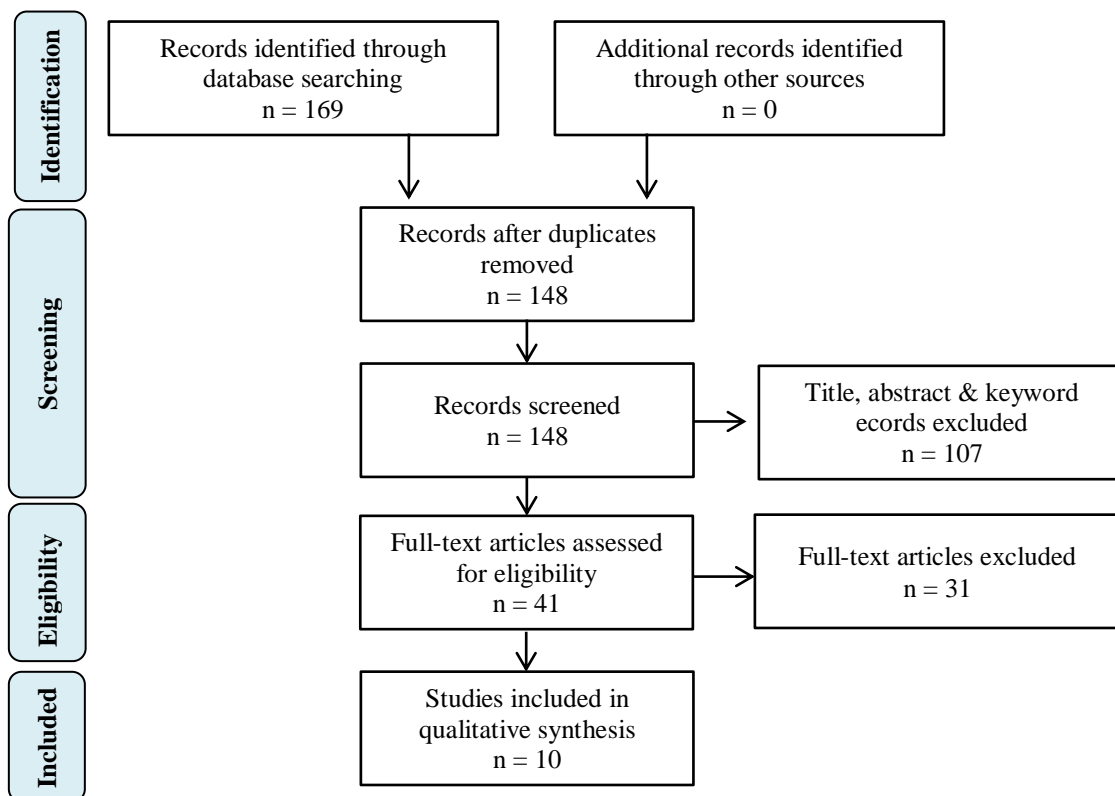 Identification
Records identified through
database searching
n = 169
Additional records identified
through other sources
n = 0
Screening
Records after duplicates
removed
n = 148
Records screened
n = 148
Title, abstract & keyword
ecords excluded
n = 107
Eligibility
Full-text articles assessed
for eligibility
n = 41
Full-text articles excluded
n = 31
Included
Studies included in
qualitative synthesis
n = 10